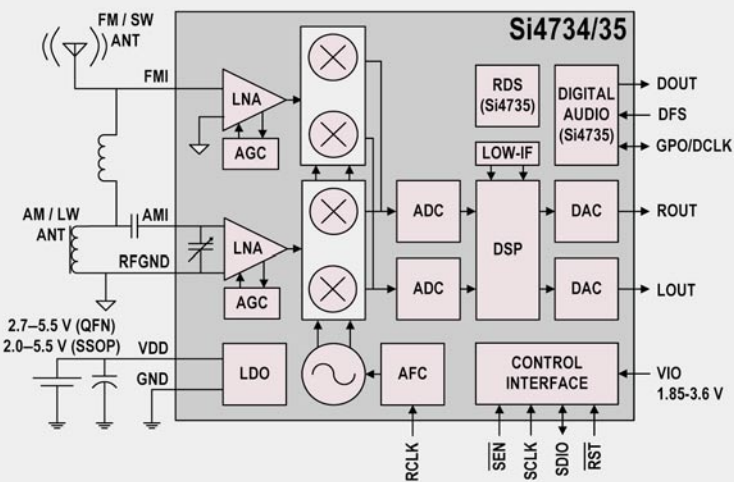 Si4734/35
FM / SW
ANT
FMI
LNA
AGC
RDS
(Si4735)
DIGITAL
AUDIO
(Si4735)
DOUT
DFS
GPO/DCLK
LOW-IF
AM / LW
ANT
AMI
RFGND
LNA
AGC
ADC
ADC
DSP
DAC
DAC
ROUT
LOUT
2.7–5.5 V (QFN)
2.0–5.5 V (SSOP)
VDD
GND
LDO
AFC
CONTROL
INTERFACE
VIO
1.85-3.6 V
RCLK
SEN
SCLK
SDIO
RST